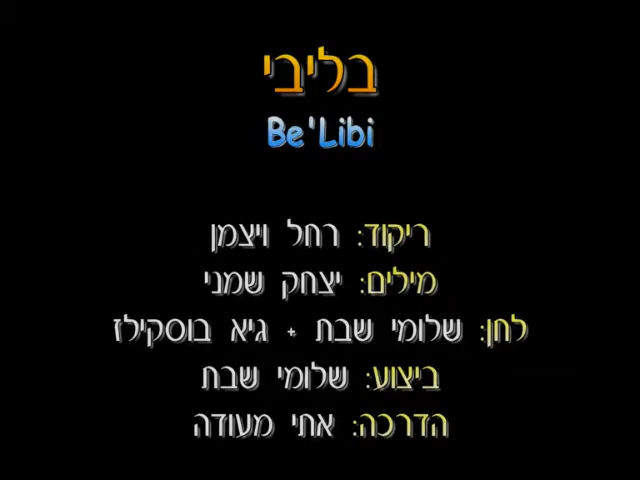 בליבי
Be'Libi
ריקוד: רחל ויצמן
מילים: יצחק שמני
לחן: שלומי שבת + גיא בוסקילז
ביצוע: שלומי שבת
הדרכה: אתי מעודה